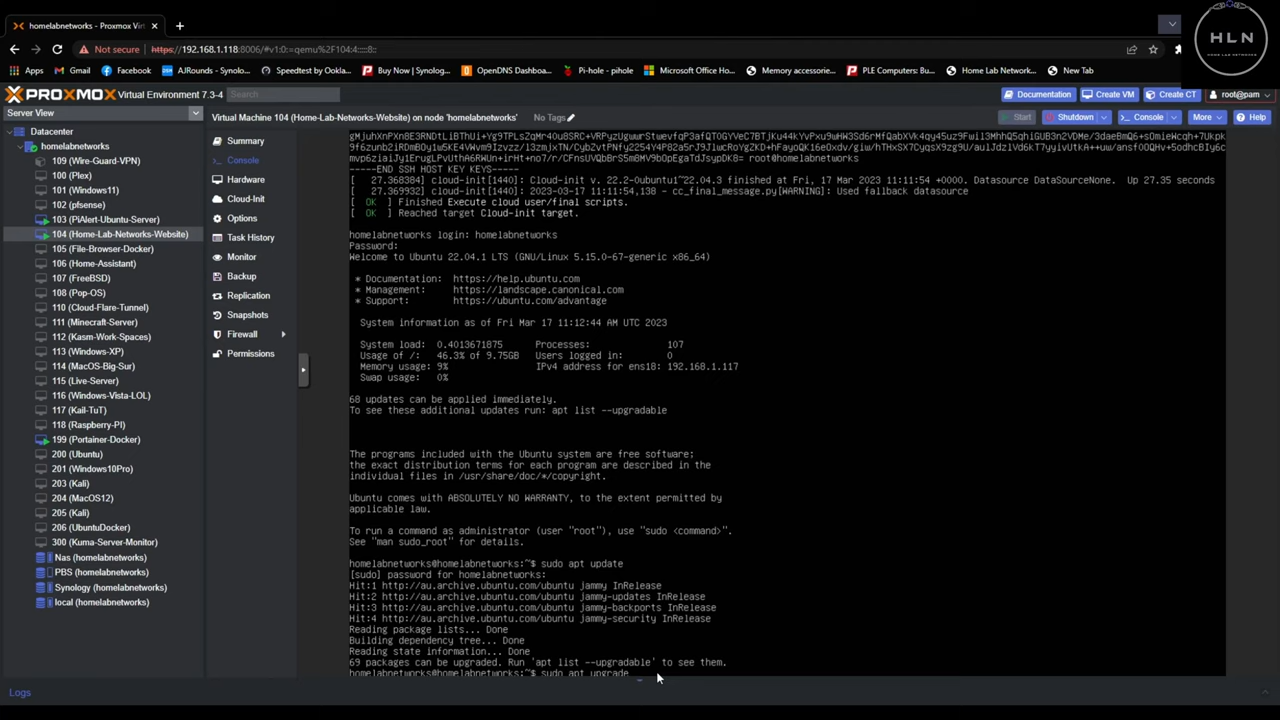 homelabnetworks - Proxmox Vir
HLN
HOME LAB NETWORKS
Not secure
https://192.168.1.118:8006/#v1:0:=qemu%2F104:4:::::
Apps
Gmail
Facebook
AJRounds - Synolo...
Speedtest by Ookla...
Buy Now | Synolog...
OpenDNS Dashboa...
Pi-hole - pihole
Microsoft Office Ho...
Memory accessorie...
PLE Computers: Bu...
Home Lab Network...
New Tab
PROXMOX Virtual Environment 7.3-4
Search
Documentation
Create VM
Create CT
root@pam
Server View
Virtual Machine 104 (Home-Lab-Networks-Website) on node 'homelabnetworks'
No Tags
Start
Shutdown
Console
More
Help
Datacenter
homelabnetworks
109 (Wire-Guard-VPN)
100 (Plex)
101 (Windows11)
102 (pfsense)
103 (PiAlert-Ubuntu-Server)
104 (Home-Lab-Networks-Website)
105 (File-Browser-Docker)
106 (Home-Assistant)
107 (FreeBSD)
108 (Pop-OS)
110 (Cloud-Flare-Tunnel)
111 (Minecraft-Server)
112 (Kasm-Work-Spaces)
113 (Windows-XP)
114 (MacOS-Big-Sur)
115 (Live-Server)
116 (Windows-Vista-LOL)
117 (Kail-TuT)
118 (Raspberry-PI)
199 (Portainer-Docker)
200 (Ubuntu)
201 (Windows10Pro)
203 (Kali)
204 (MacOS12)
205 (Kali)
206 (UbuntuDocker)
300 (Kuma-Server-Monitor)
Nas (homelabnetworks)
PBS (homelabnetworks)
Synology (homelabnetworks)
local (homelabnetworks)
Summary
Console
Hardware
Cloud-Init
Options
Task History
Monitor
Backup
Replication
Snapshots
Firewall
Permissions
root@homelabnetworks
-----END SSH HOST KEY KEYS-----
[   27.368384] cloud-init[1440]: Cloud-init v. 22.2-0ubuntu1~22.04.3 finished at Fri, 17 Mar 2023 11:11:54 +0000. Datasource DataSourceNone.  Up 27.35 seconds
[   27.369932] cloud-init[1440]: 2023-03-17 11:11:54,138 - cc_final_message.py[WARNING]: Used fallback datasource
[  OK  ] Finished Execute cloud user/final scripts.
[  OK  ] Reached target Cloud-init target.
homelabnetworks login: homelabnetworks
Password:
Welcome to Ubuntu 22.04.1 LTS (GNU/Linux 5.15.0-67-generic x86_64)
* Documentation:  https://help.ubuntu.com
* Management:     https://landscape.canonical.com
* Support:        https://ubuntu.com/advantage
System information as of Fri Mar 17 11:12:44 AM UTC 2023
System load:  0.4013671875      Processes:               107
Usage of /:   46.3% of 9.75GB   Users logged in:         0
Memory usage: 9%                IPv4 address for ens18: 192.168.1.117
Swap usage:   0%
68 updates can be applied immediately.
To see these additional updates run: apt list --upgradable
The programs included with the Ubuntu system are free software;
the exact distribution terms for each program are described in the
individual files in /usr/share/doc/*/copyright.
Ubuntu comes with ABSOLUTELY NO WARRANTY, to the extent permitted by
applicable law.
To run a command as administrator (user "root"), use "sudo <command>".
See "man sudo_root" for details.
homelabnetworks@homelabnetworks:~$ sudo apt update
[sudo] password for homelabnetworks:
Hit:1 http://au.archive.ubuntu.com/ubuntu jammy InRelease
Hit:2 http://au.archive.ubuntu.com/ubuntu jammy-updates InRelease
Hit:3 http://au.archive.ubuntu.com/ubuntu jammy-backports InRelease
Hit:4 http://au.archive.ubuntu.com/ubuntu jammy-security InRelease
Reading package lists... Done
Building dependency tree... Done
Reading state information... Done
69 packages can be upgraded. Run 'apt list --upgradable' to see them.
homelabnetworks@homelabnetworks:~$ sudo apt upgrade
Logs